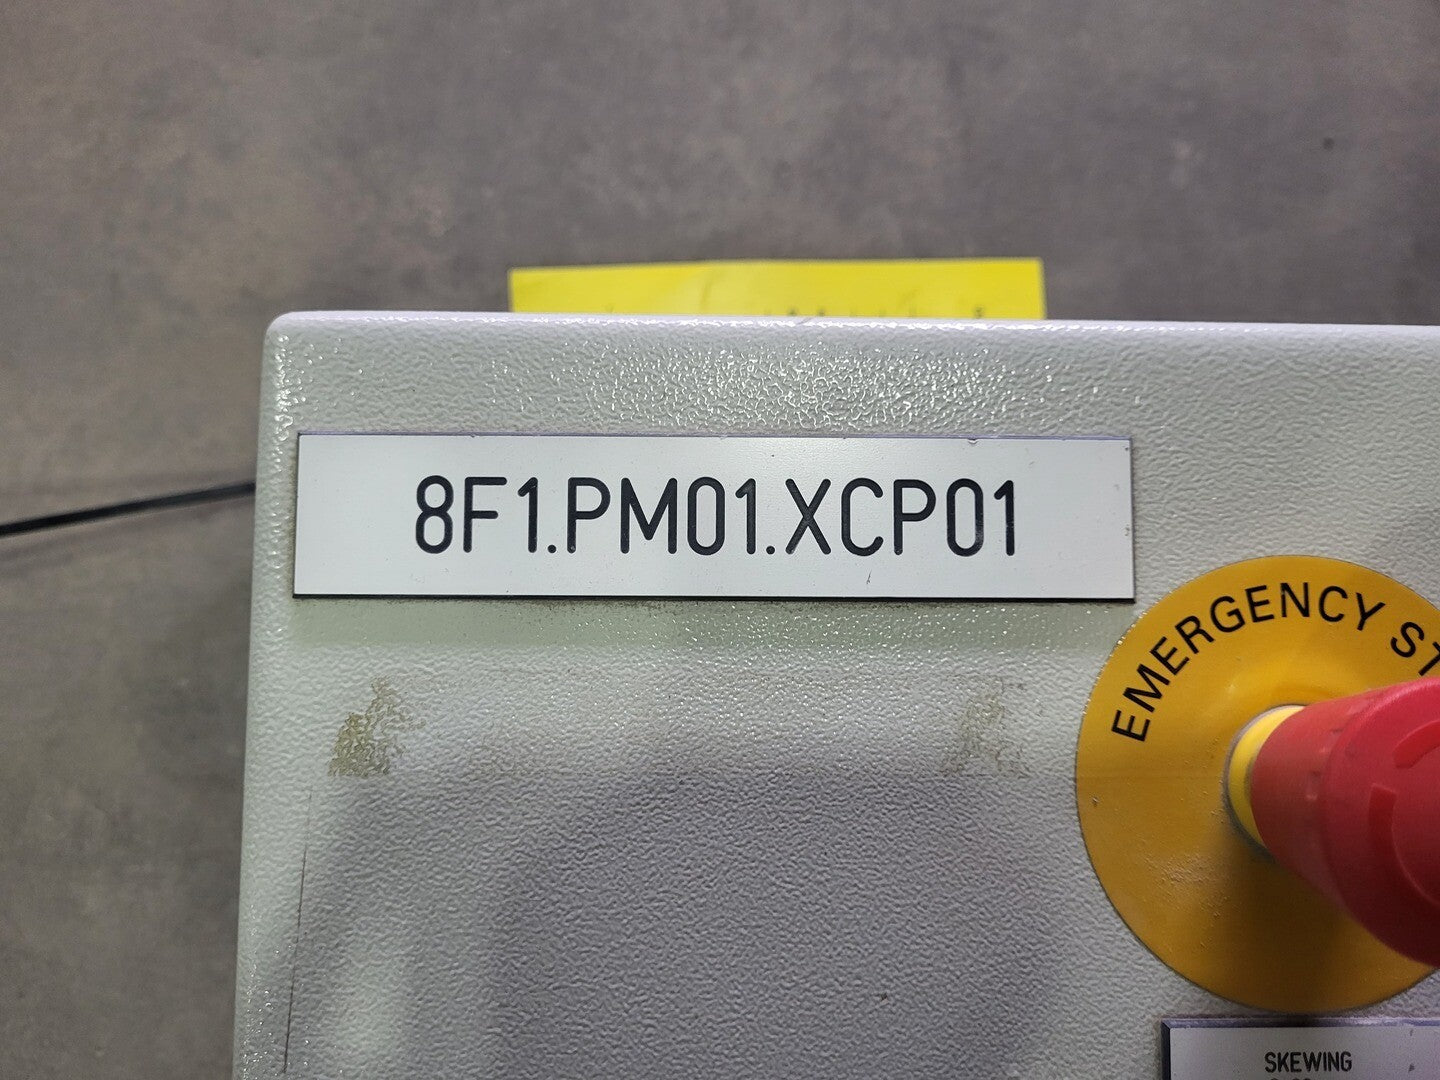 8F1.PM01.XCP01
EMERGENCY ST
SKEWING